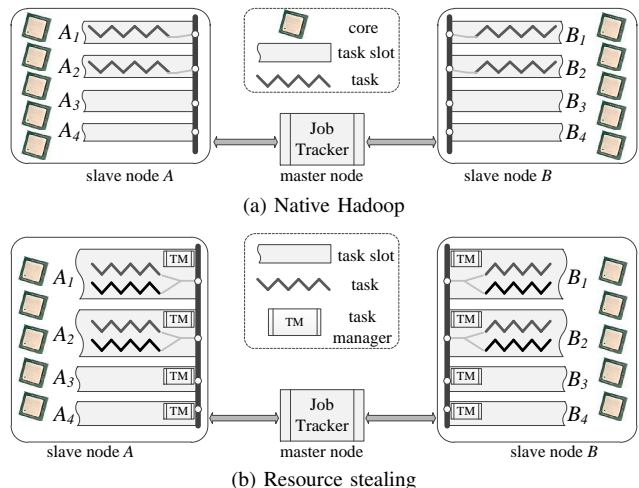 A1
A2
A3
A4
core
task slot
task
B1
B2
B3
B4
Job
Tracker
slave node A
master node
slave node B
(a) Native Hadoop
TM
A1
TM
A2
A3 TM
A4 TM
task slot
task
TM
task
manager
TM
B1
TM
B2
TM B3
TM B4
Job
Tracker
slave node A
master node
slave node B
(b) Resource stealing